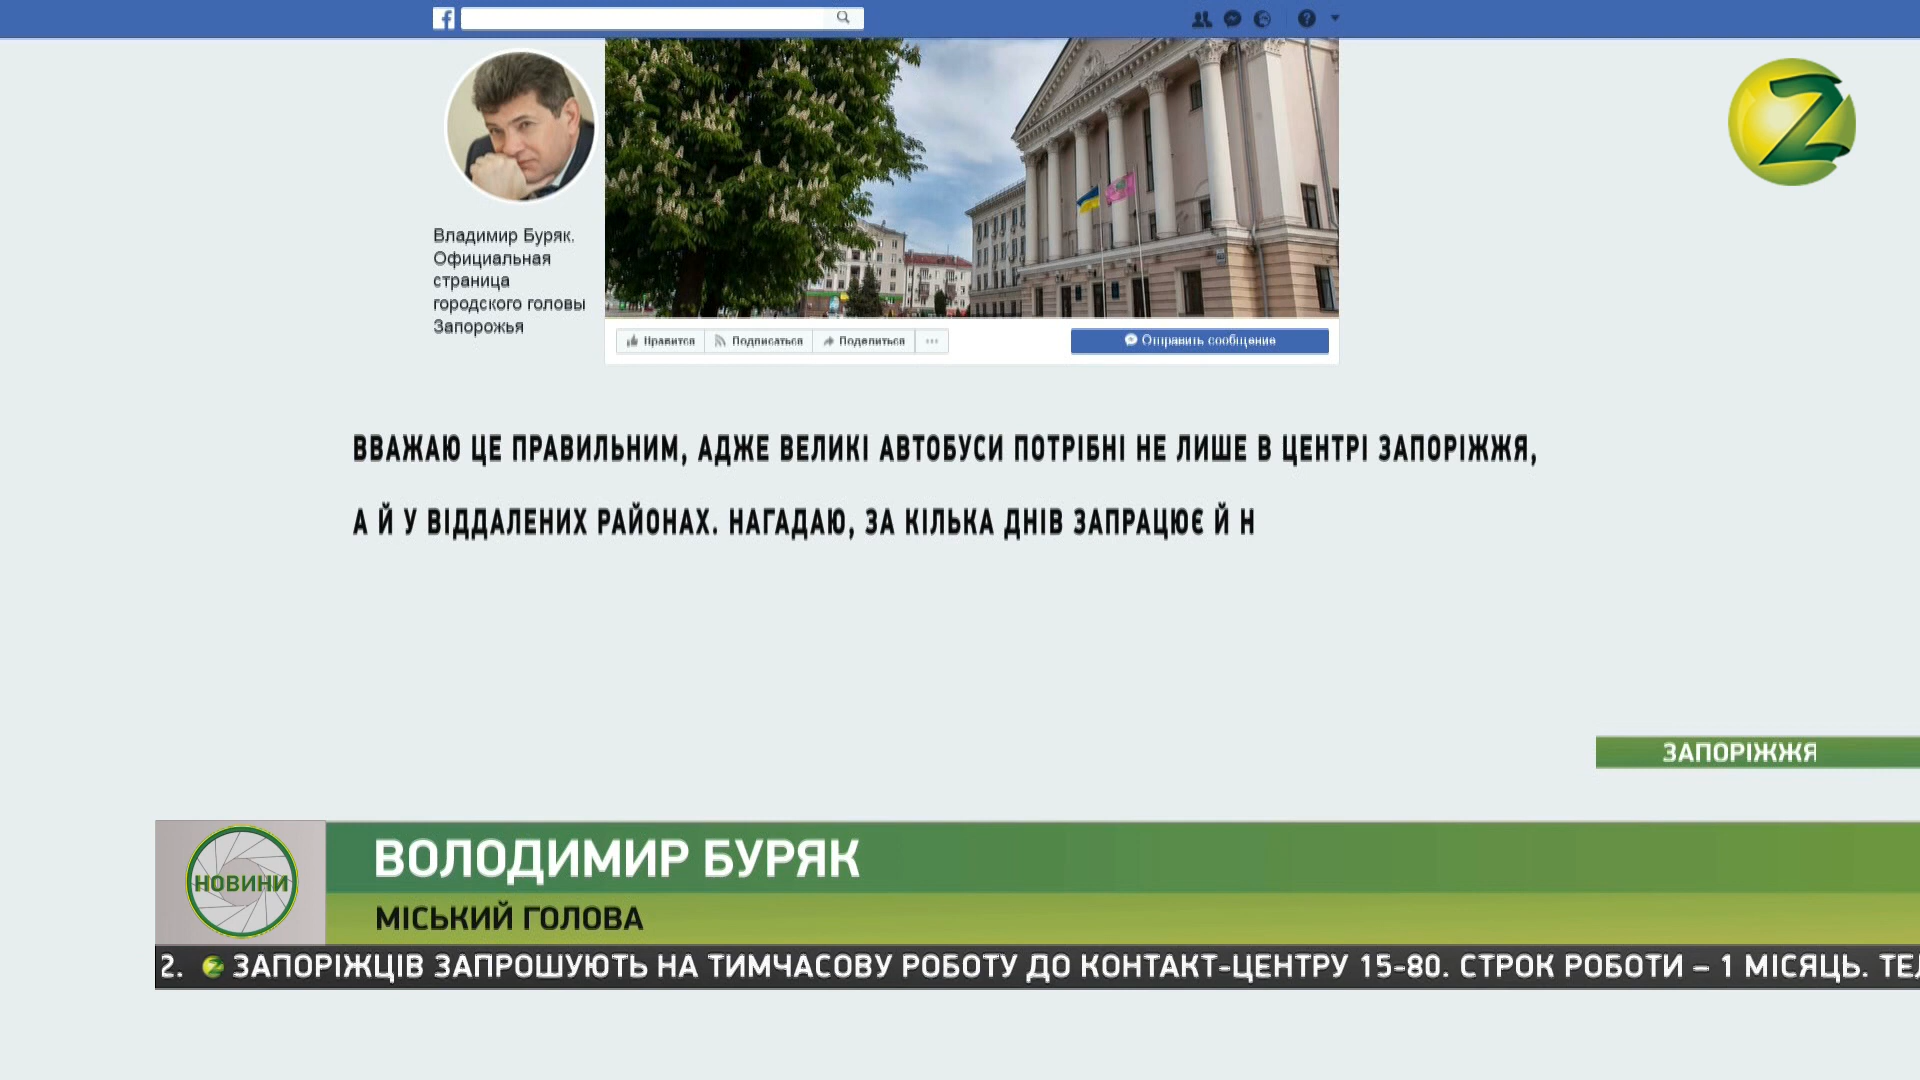 Владимир Буряк.
Официальная
страница
городского головы
Запорожья
Нравится Подписаться Поделиться
Отправить сообщение
ВВАЖАЮ ЦЕ ПРАВИЛЬНИМ, АДЖЕ ВЕЛИКІ АВТОБУСИ ПОТРІБНІ НЕ ЛИШЕ В ЦЕНТРІ ЗАПОРІЖЖЯ,
А Й У ВІДДАЛЕНИХ РАЙОНАХ. НАГАДАЮ, ЗА КІЛЬКА ДНІВ ЗАПРАЦЮЄ Й Н
ЗАПОРІЖЖЯ
НОВИНИ
ВОЛОДИМИР БУРЯК
МІСЬКИЙ ГОЛОВА
2. ЗАПОРІЖЦІВ ЗАПРОШУЮТЬ НА ТИМЧАСОВУ РОБОТУ ДО КОНТАКТ-ЦЕНТРУ 15-80. СТРОК РОБОТИ – 1 МІСЯЦЬ. ТЕЛ